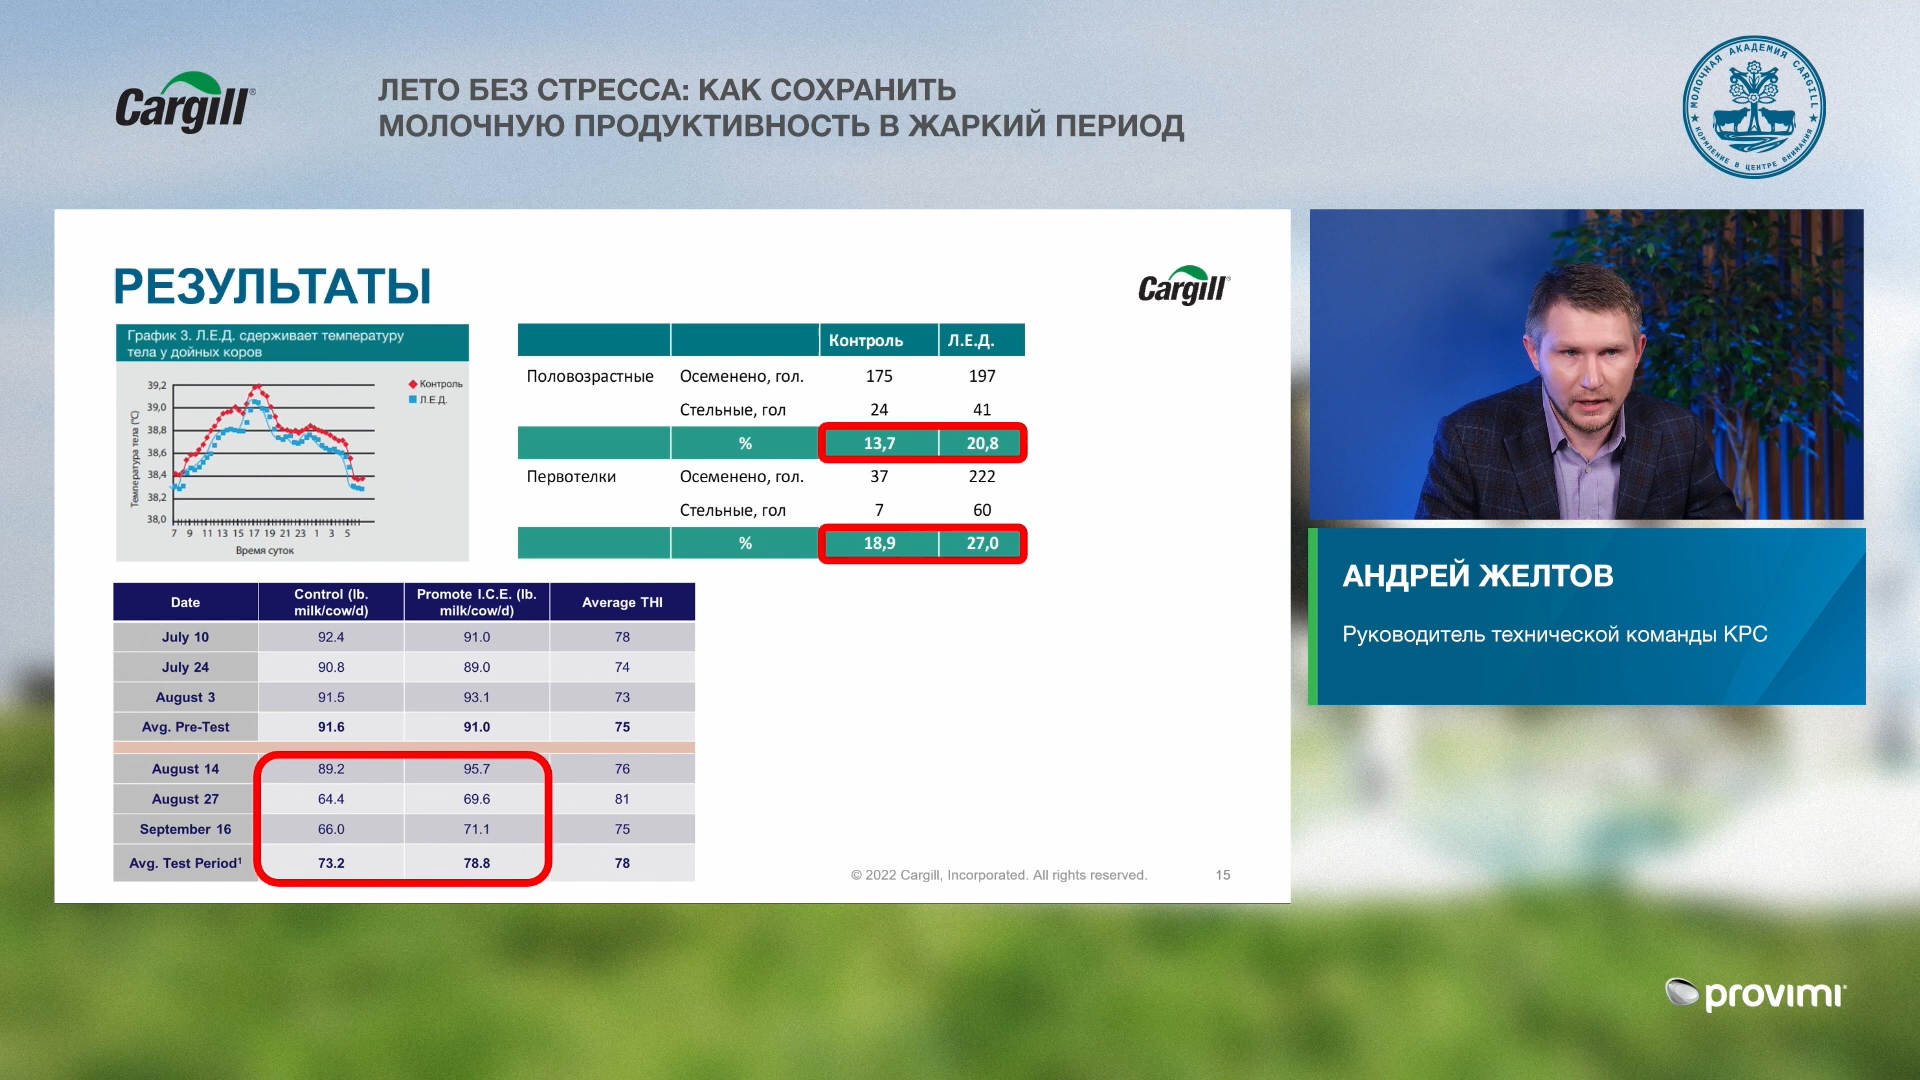 Cargill
ЛЕТО БЕЗ СТРЕССА: КАК СОХРАНИТЬ
МОЛОЧНУЮ ПРОДУКТИВНОСТЬ В ЖАРКИЙ ПЕРИОД
МОЛОЧНАЯ АКАДЕМИЯ CARGILL
КОРМЛЕНИЕ В ЦЕНТРЕ ВНИМАНИЯ
РЕЗУЛЬТАТЫ
Cargill
График 3. Л.Е.Д. сдерживает температуру
тела у дойных коров
Температура тела (°С)
39,2
39,0
38,8
38,6
38,4
38,2
38,0
7 9 11 13 15 17 19 21 23 1 3 5
Время суток
Контроль
Л.Е.Д.
Контроль Л.Е.Д.
Половозрастные Осеменено, гол. 175 197
Стельные, гол 24 41
% 13,7 20,8
Первотелки Осеменено, гол. 37 222
Стельные, гол 7 60
% 18,9 27,0
Date Control (lb. milk/cow/d) Promote I.C.E. (lb. milk/cow/d) Average THI
July 10 92.4 91.0 78
July 24 90.8 89.0 74
August 3 91.5 93.1 73
Avg. Pre-Test 91.6 91.0 75
August 14 89.2 95.7 76
August 27 64.4 69.6 81
September 16 66.0 71.1 75
Avg. Test Period¹ 73.2 78.8 78
© 2022 Cargill, Incorporated. All rights reserved. 15
АНДРЕЙ ЖЕЛТОВ
Руководитель технической команды КРС
provimi